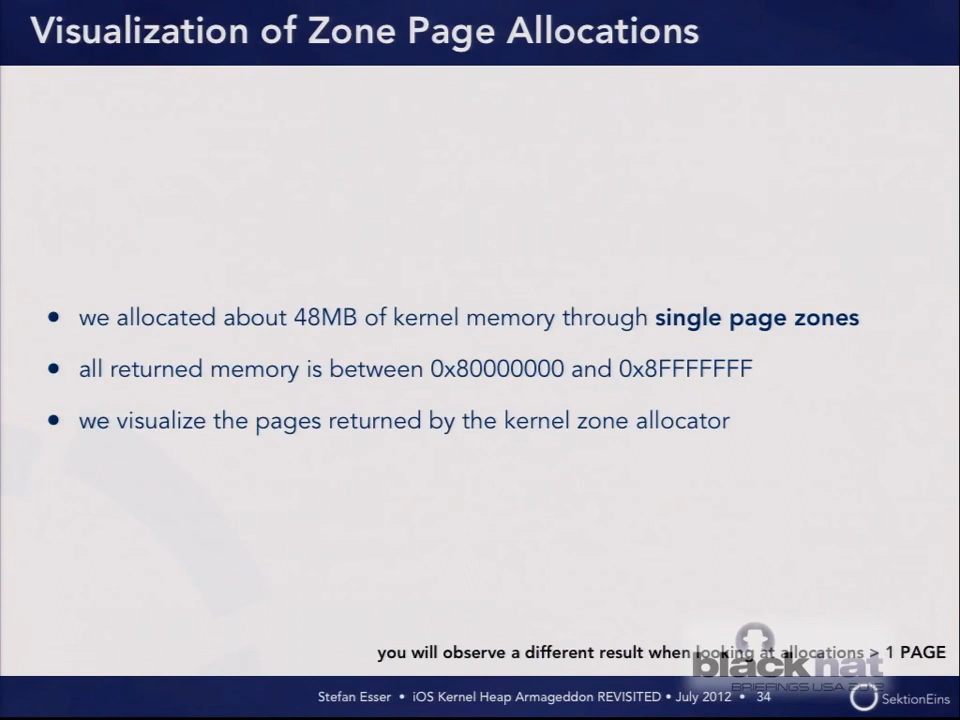 Visualization of Zone Page Allocations
• we allocated about 48MB of kernel memory through single page zones
• all returned memory is between 0x80000000 and 0x8FFFFFFF
• we visualize the pages returned by the kernel zone allocator
you will observe a different result when looking at allocations > 1 PAGE
black hat
BRIEFINGS USA 2012
Stefan Esser • iOS Kernel Heap Armageddon REVISITED • July 2012 • 34
SektionEins